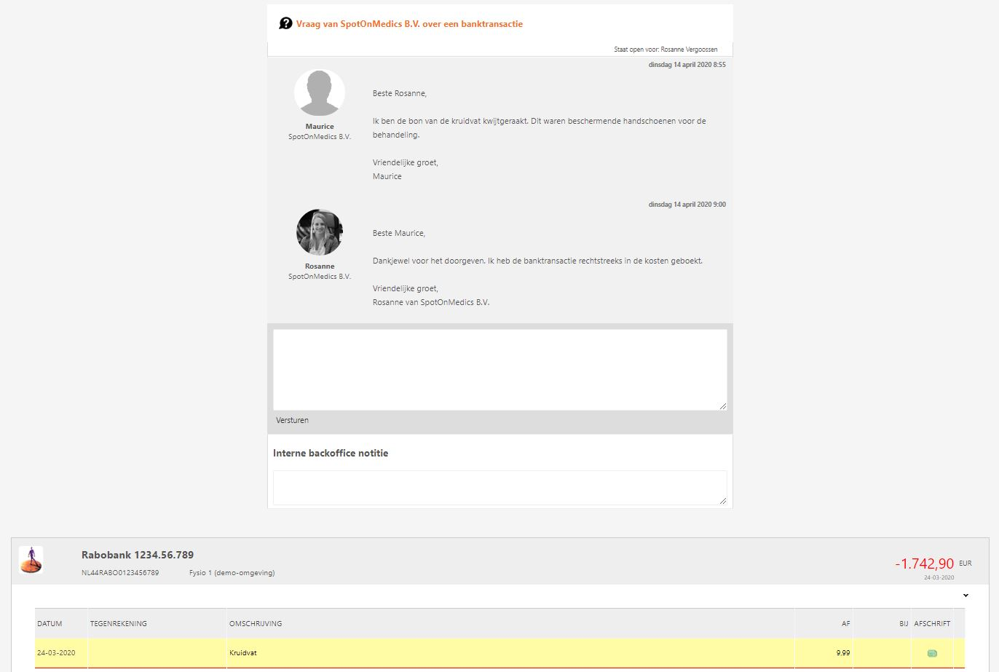 Vraag van SpotOnMedics B.V. over een banktransactie
Staat open voor: Rosanne Vergoossen
dinsdag 14 april 2020 8:55
Beste Rosanne,
Ik ben de bon van de kruidvat kwijtgeraakt. Dit waren beschermende handschoenen voor de
behandeling.
Vriendelijke groet,
Maurice
Maurice
SpotOnMedics B.V.
dinsdag 14 april 2020 9:00
Beste Maurice,
Dankjewel voor het doorgeven. Ik heb de banktransactie rechtstreeks in de kosten geboekt.
Vriendelijke groet,
Rosanne van SpotOnMedics B.V.
Rosanne
SpotOnMedics B.V.
Versturen
Interne backoffice notitie
Rabobank 1234.56.789
NL44RABO0123456789 Fysio 1 (demo-omgeving)
-1.742,90 EUR
24-03-2020
DATUM TEGENREKENING OMSCHRIJVING AF BIJ AFSCHRIFT
24-03-2020 Kruidvat 9,99